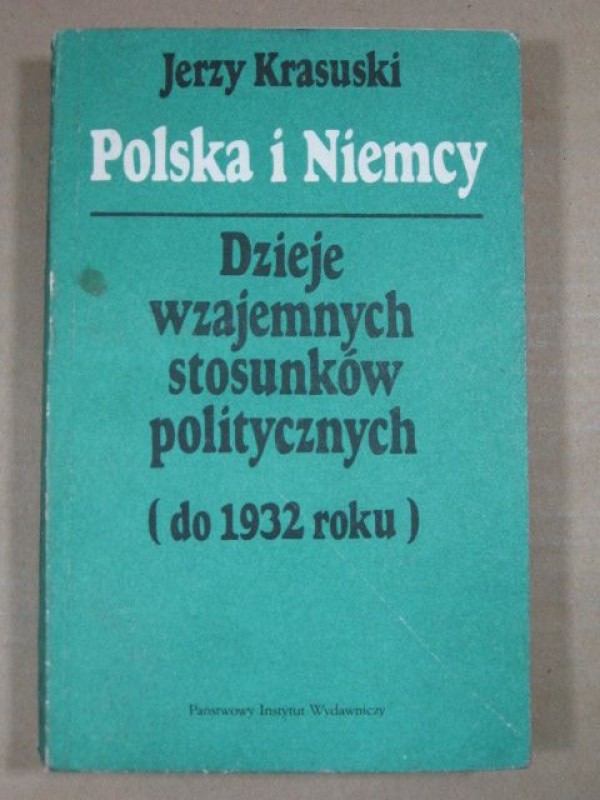 Jerzy Krasuski
Polska i Niemcy
Dzieje
wzajemnych
stosunków
politycznych
( do 1932 roku )
Państwowy Instytut Wydawniczy